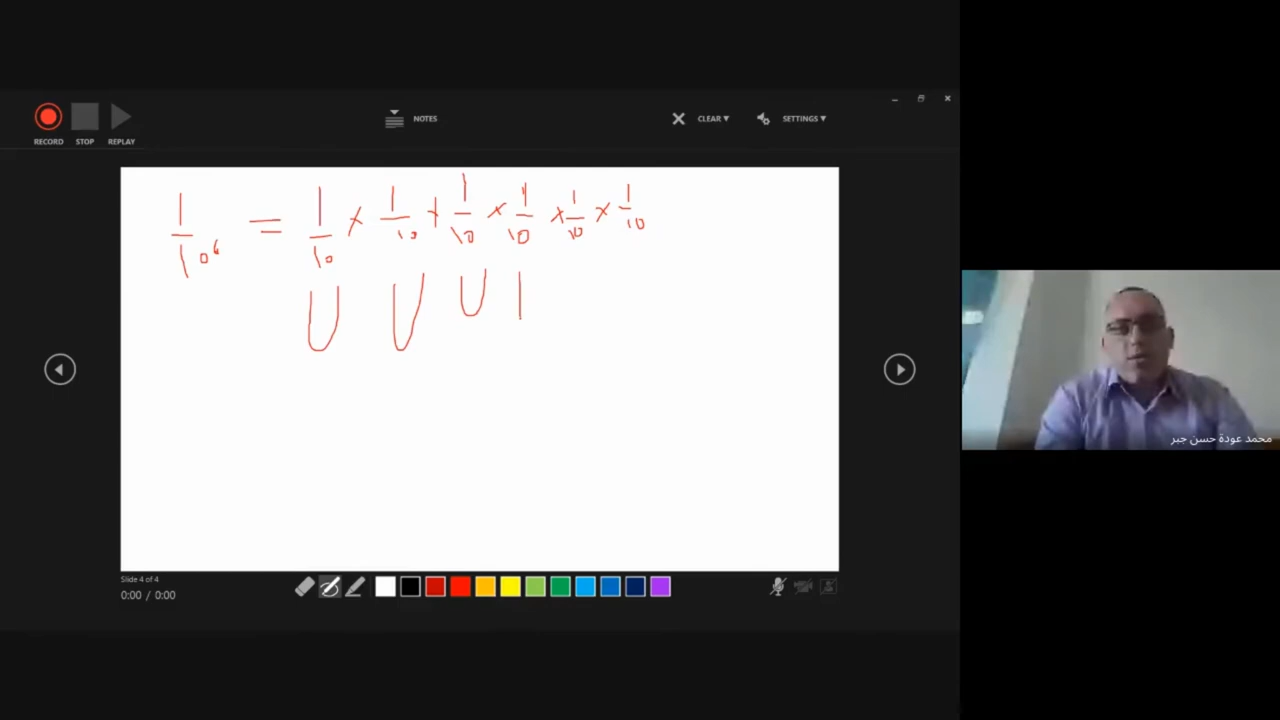 NOTES
CLEAR ▾
SETTINGS ▾
RECORD
STOP
REPLAY
1/10⁶ = 1/10 × 1/10 × 1/10 × 1/10 × 1/10 × 1/10
محمد عودة حسن جبر
Slide 4 of 4
0:00 / 0:00